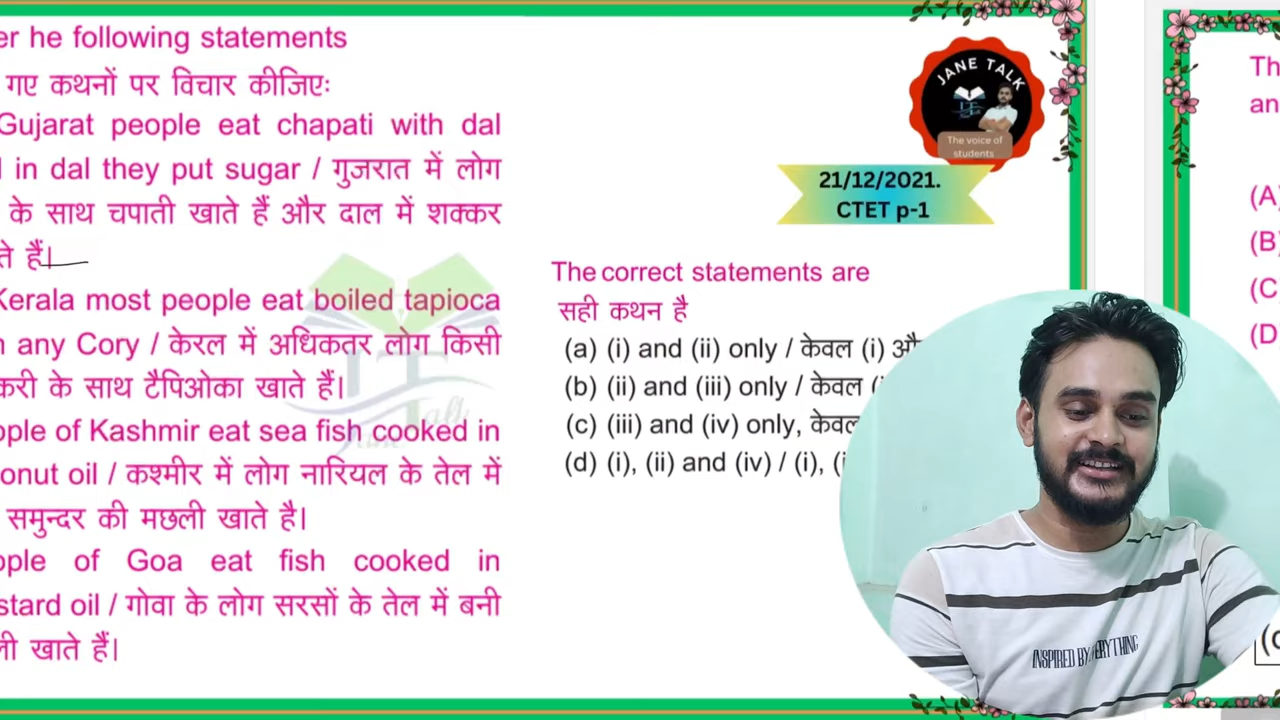 er he following statements
गए कथनों पर विचार कीजिएः
Gujarat people eat chapati with dal
in dal they put sugar / गुजरात में लोग
के साथ चपाती खाते हैं और दाल में शक्कर
ते हैं।
Kerala most people eat boiled tapioca
any Cory / केरल में अधिकतर लोग किसी
करी के साथ टैपिओका खाते हैं।
ople of Kashmir eat sea fish cooked in
onut oil / कश्मीर में लोग नारियल के तेल में
समुन्दर की मछली खाते है।
ople of Goa eat fish cooked in
stard oil / गोवा के लोग सरसों के तेल में बनी
ली खाते हैं।
JANE TALK
The voice of
students
21/12/2021.
CTET p-1
The correct statements are
सही कथन है
(a) (i) and (ii) only / केवल (i) औ
(b) (ii) and (iii) only / केवल (i
(c) (iii) and (iv) only, केवल
(d) (i), (ii) and (iv) / (i), (i
Th
an
(A)
(B)
(C
(D
INSPIRED BY EVERYTHING